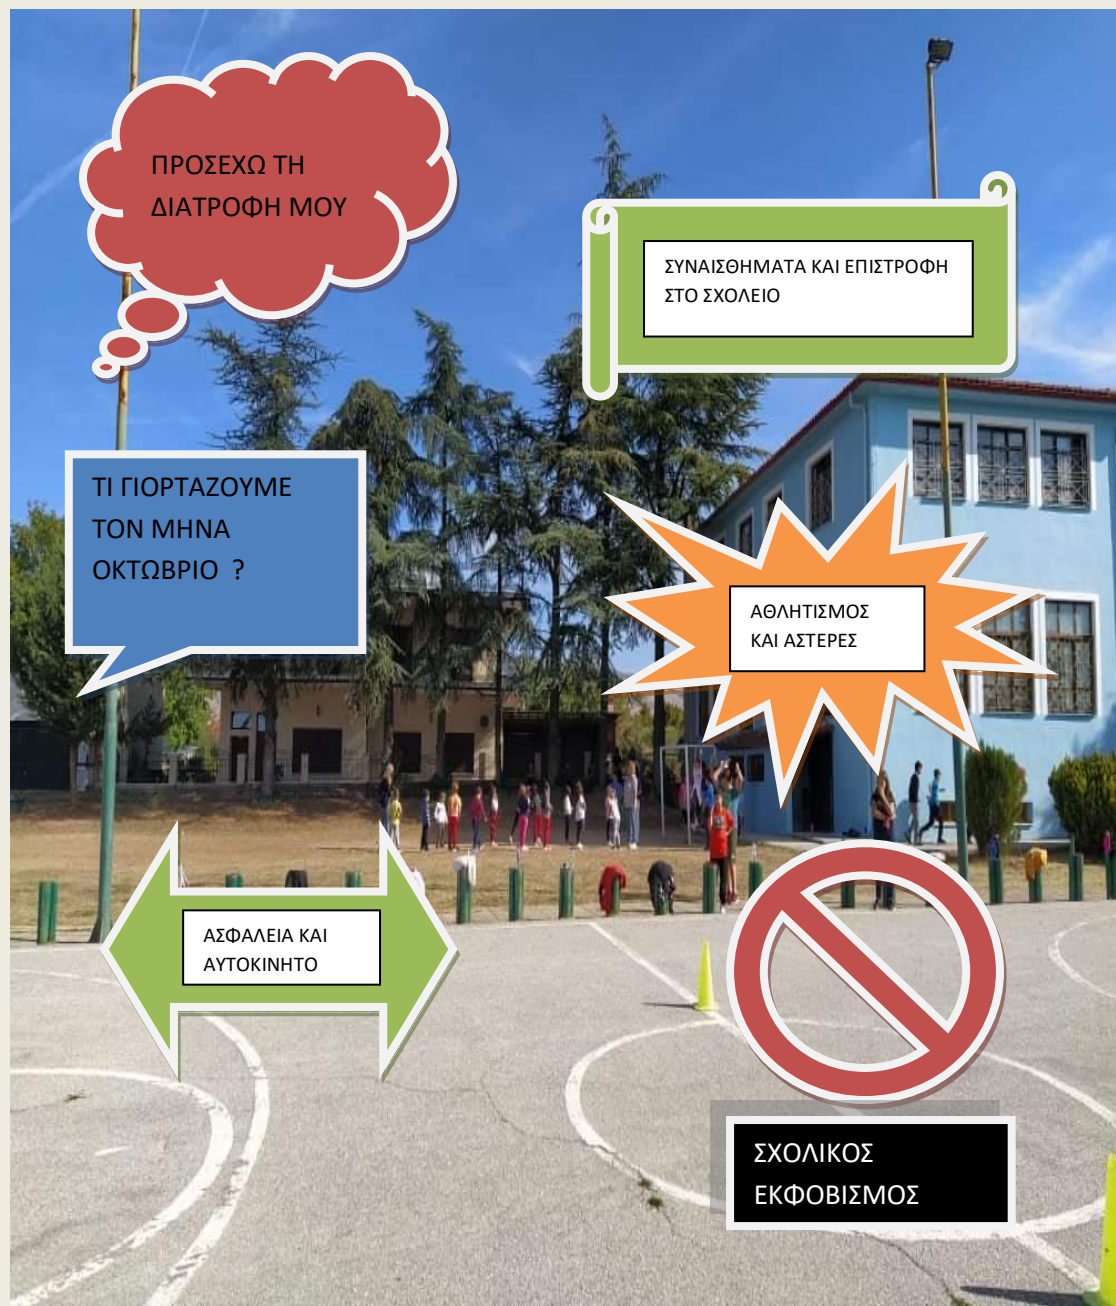 ΠΡΟΣΕΧΩ ΤΗ
ΔΙΑΤΡΟΦΗ ΜΟΥ
ΣΥΝΑΙΣΘΗΜΑΤΑ ΚΑΙ ΕΠΙΣΤΡΟΦΗ
ΣΤΟ ΣΧΟΛΕΙΟ
ΤΙ ΓΙΟΡΤΑΖΟΥΜΕ
ΤΟΝ ΜΗΝΑ
ΟΚΤΩΒΡΙΟ ?
ΑΘΛΗΤΙΣΜΟΣ
ΚΑΙ ΑΣΤΕΡΕΣ
ΑΣΦΑΛΕΙΑ ΚΑΙ
ΑΥΤΟΚΙΝΗΤΟ
ΣΧΟΛΙΚΟΣ
ΕΚΦΟΒΙΣΜΟΣ